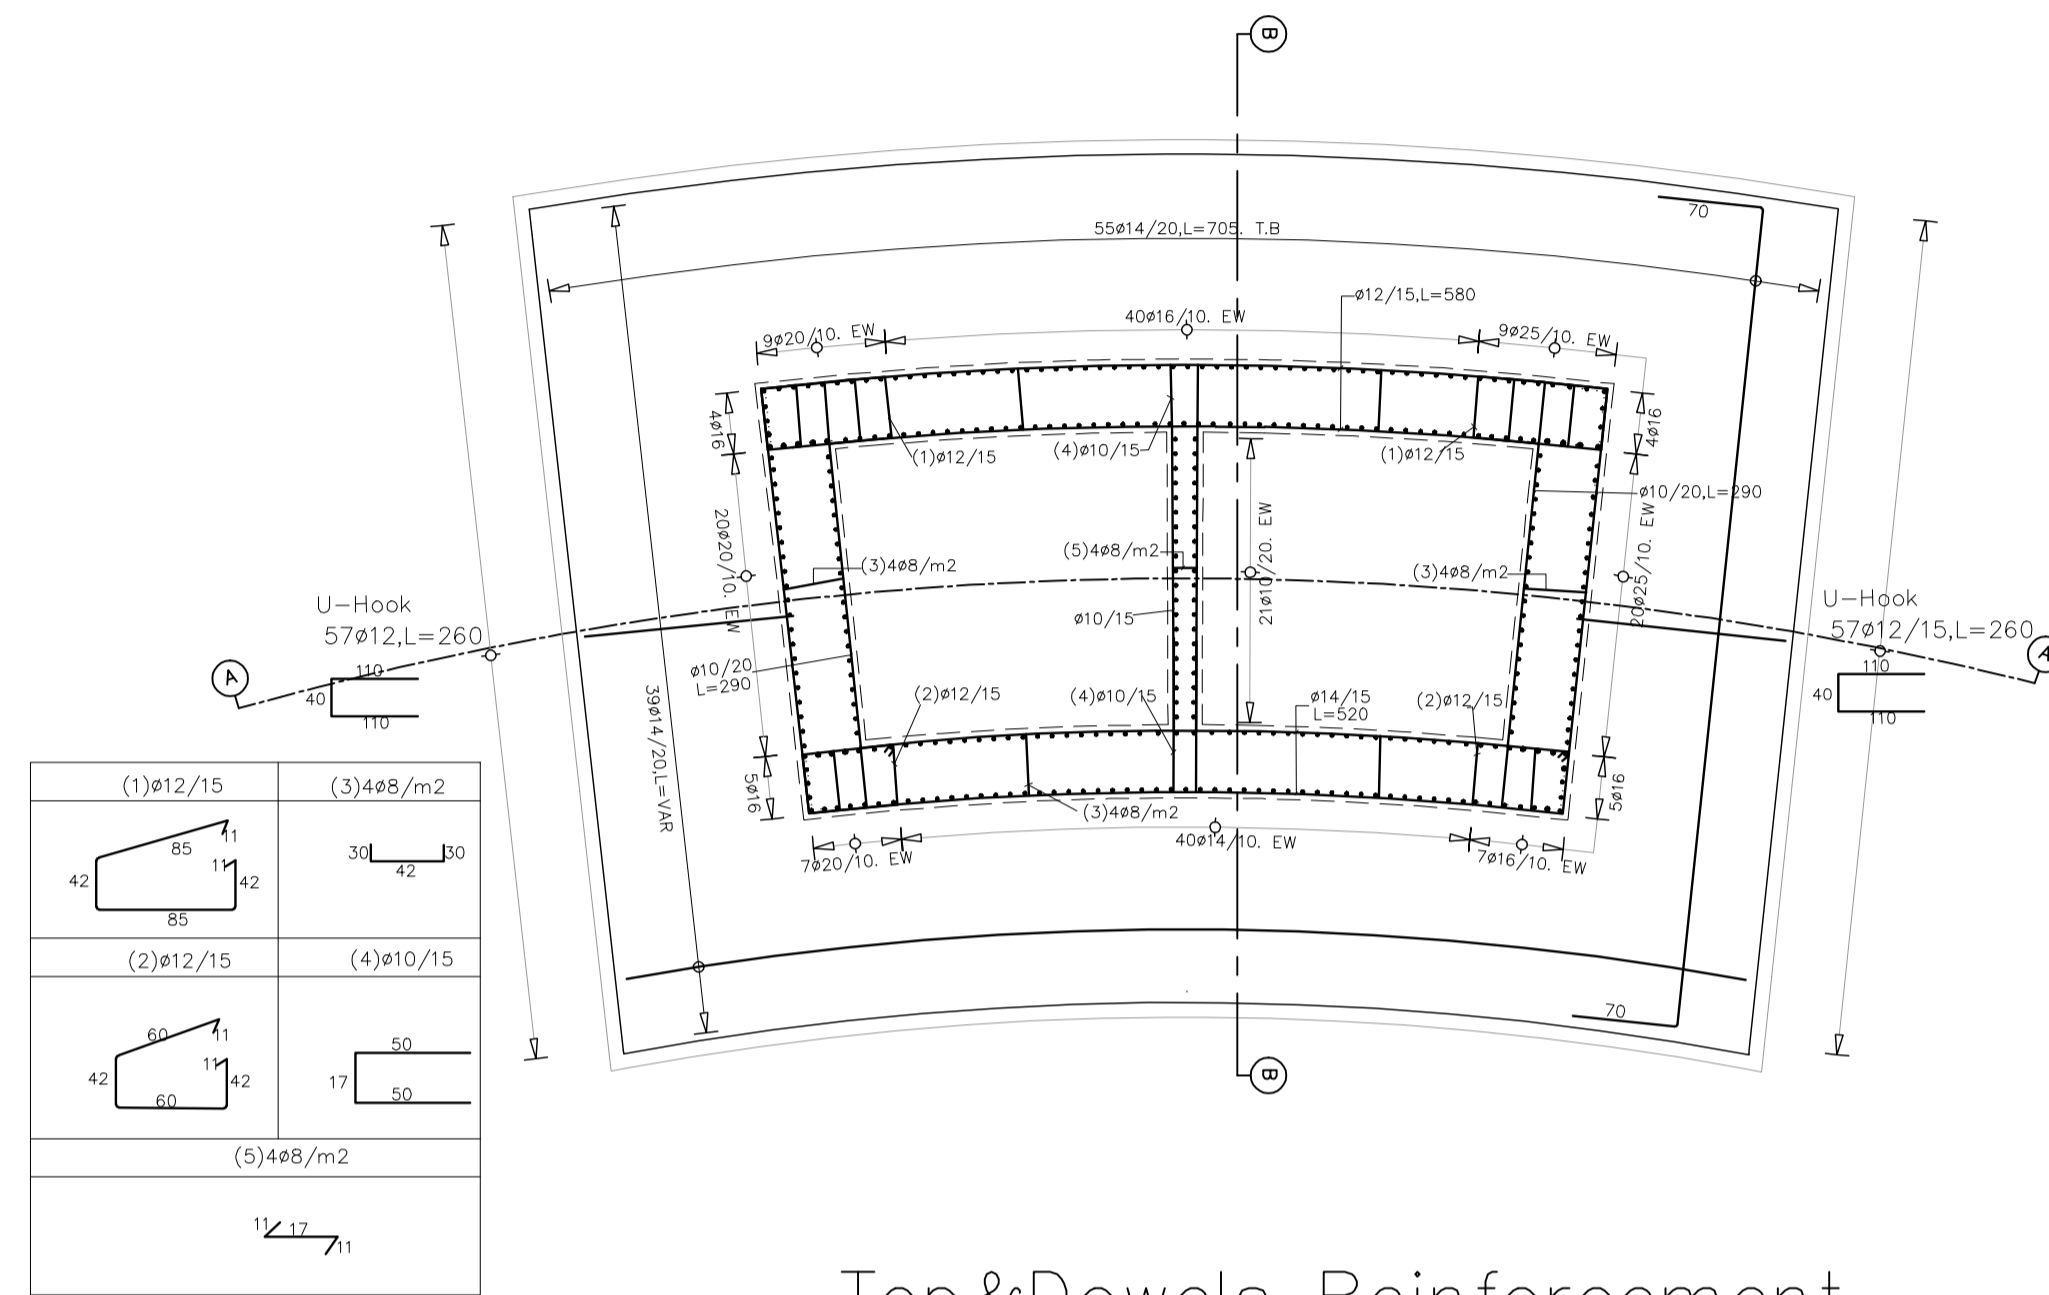 B
70
55ø14/20,L=705. T.B
ø12/15,L=580
9ø20/10. EW
40ø16/10. EW
9ø25/10. EW
4ø16
4ø16
(1)ø12/15
(4)ø10/15
(1)ø12/15
ø10/20,L=290
20ø20/10. EW
21ø10/20. EW
20ø25/10. EW
(5)4ø8/m2
(3)4ø8/m2
(3)4ø8/m2
U-Hook
57ø12,L=260
110
40
110
ø10/15
U-Hook
57ø12/15,L=260
110
40
110
A
A
ø10/20
L=290
39ø14/20,L=VAR
(2)ø12/15
(4)ø10/15
ø14/15
L=520
(2)ø12/15
5ø16
5ø16
(3)4ø8/m2
7ø20/10. EW
40ø14/10. EW
7ø16/10. EW
70
B
(1)ø12/15
(3)4ø8/m2
11
85
11
42
42
85
30
30
42
(2)ø12/15
(4)ø10/15
60
11
11
42
42
60
50
17
50
(5)4ø8/m2
11
17
11
Top&Dowels Reinforcement